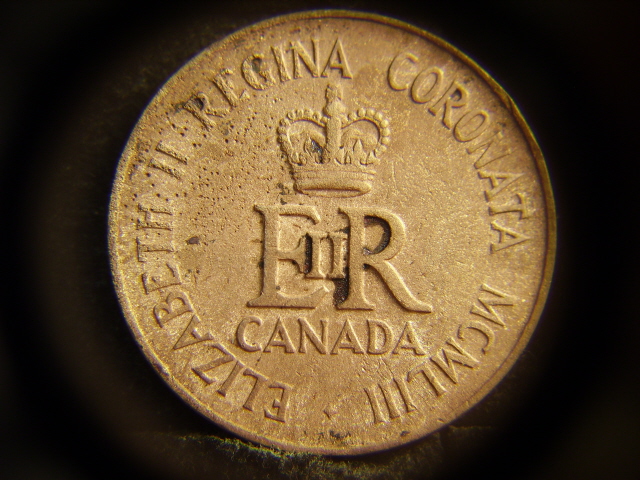 ELIZABETH II REGINA CORONATA MCMLIII
EIIR
CANADA